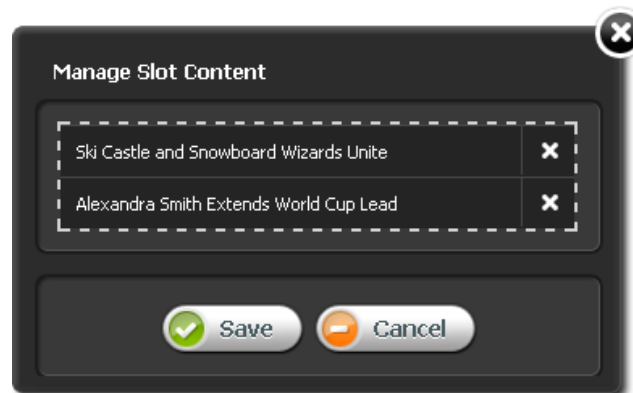 Manage Slot Content
Ski Castle and Snowboard Wizards Unite
Alexandra Smith Extends World Cup Lead
Save
Cancel